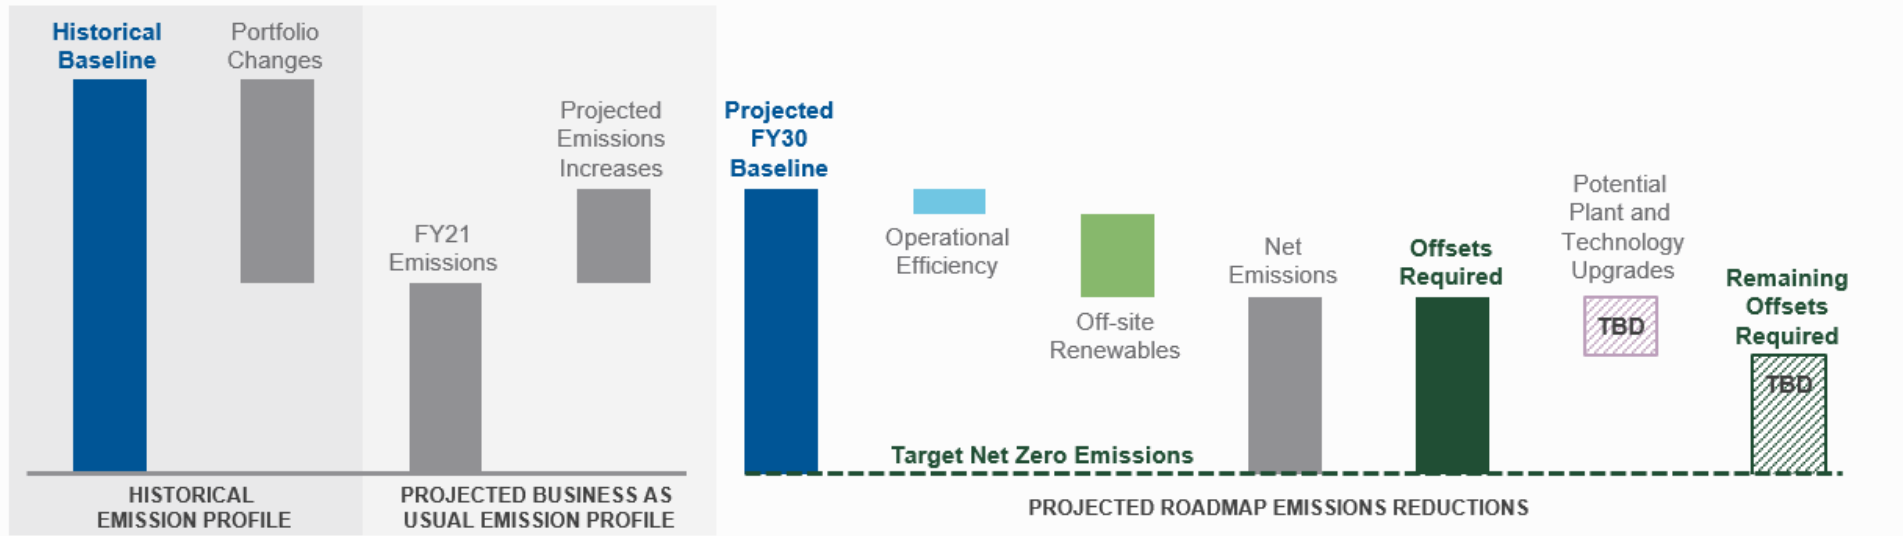 Historical
Baseline
Portfolio
Changes
FY21
Emissions
Projected
Emissions
Increases
Projected
FY30
Baseline
Operational
Efficiency
Off-site
Renewables
Net
Emissions
Offsets
Required
Potential
Plant and
Technology
Upgrades
TBD
Remaining
Offsets
Required
TBD
Target Net Zero Emissions
HISTORICAL
EMISSION PROFILE
PROJECTED BUSINESS AS
USUAL EMISSION PROFILE
PROJECTED ROADMAP EMISSIONS REDUCTIONS